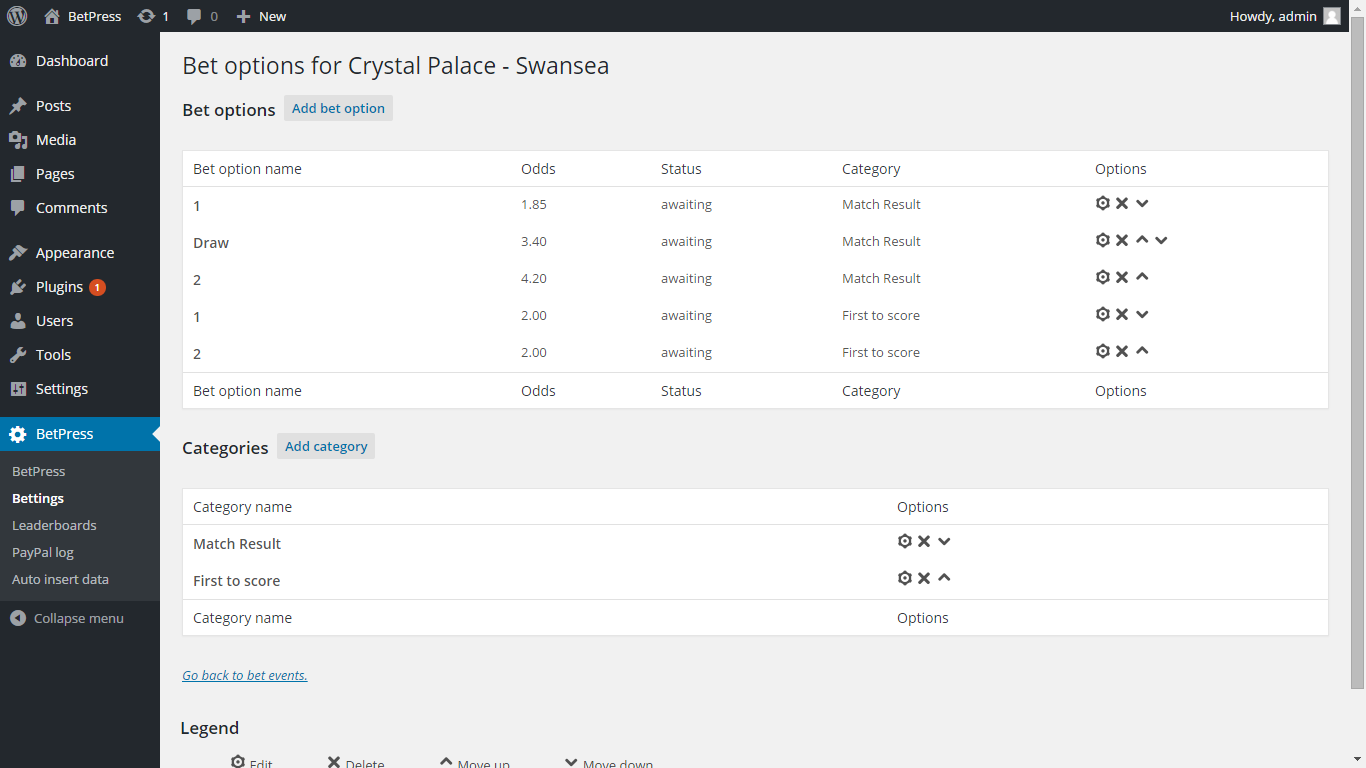 BetPress 1 0 New Howdy, admin
Dashboard
Posts
Media
Pages
Comments
Appearance
Plugins 1
Users
Tools
Settings
BetPress
BetPress
Bettings
Leaderboards
PayPal log
Auto insert data
Collapse menu
Bet options for Crystal Palace - Swansea
Bet options Add bet option
Bet option name Odds Status Category Options
1 1.85 awaiting Match Result
Draw 3.40 awaiting Match Result
2 4.20 awaiting Match Result
1 2.00 awaiting First to score
2 2.00 awaiting First to score
Bet option name Odds Status Category Options
Categories Add category
Category name Options
Match Result
First to score
Category name Options
Go back to bet events.
Legend
Edit Delete Move up Move down